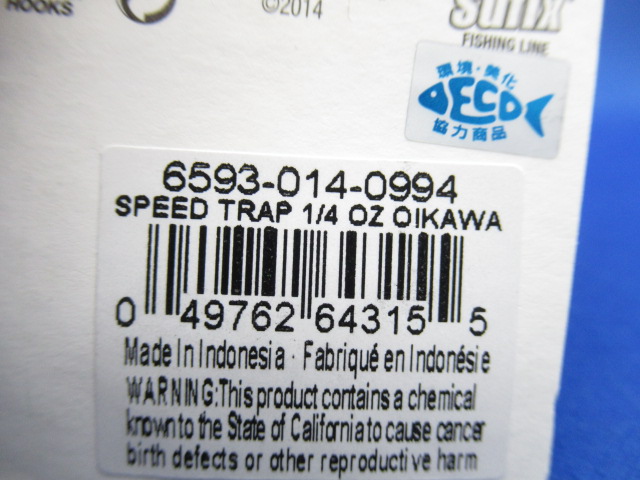 HOOKS
©2014
Sufix
FISHING LINE
環境・美化
ECO
協力商品
6593-014-0994
SPEED TRAP 1/4 OZ OIKAWA
0 49762 64315 5
Made In Indonesia · Fabriqué en Indonésie
WARNING:This product contains a chemical
known to the State of California to cause cancer
birth defects or other reproductive harm